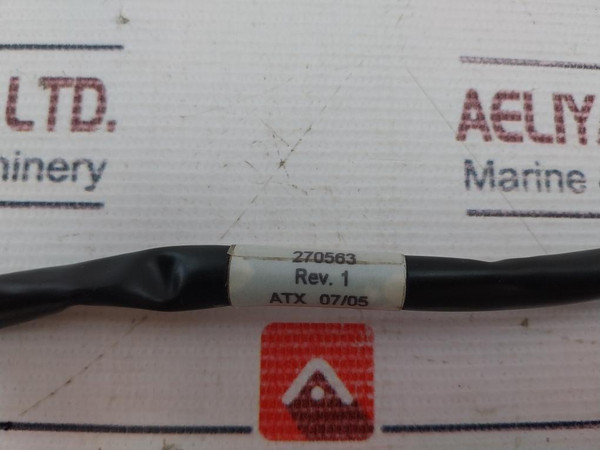 LTD.
hinery
AELIYA
Marine
270563
Rev. 1
ATX 07/05